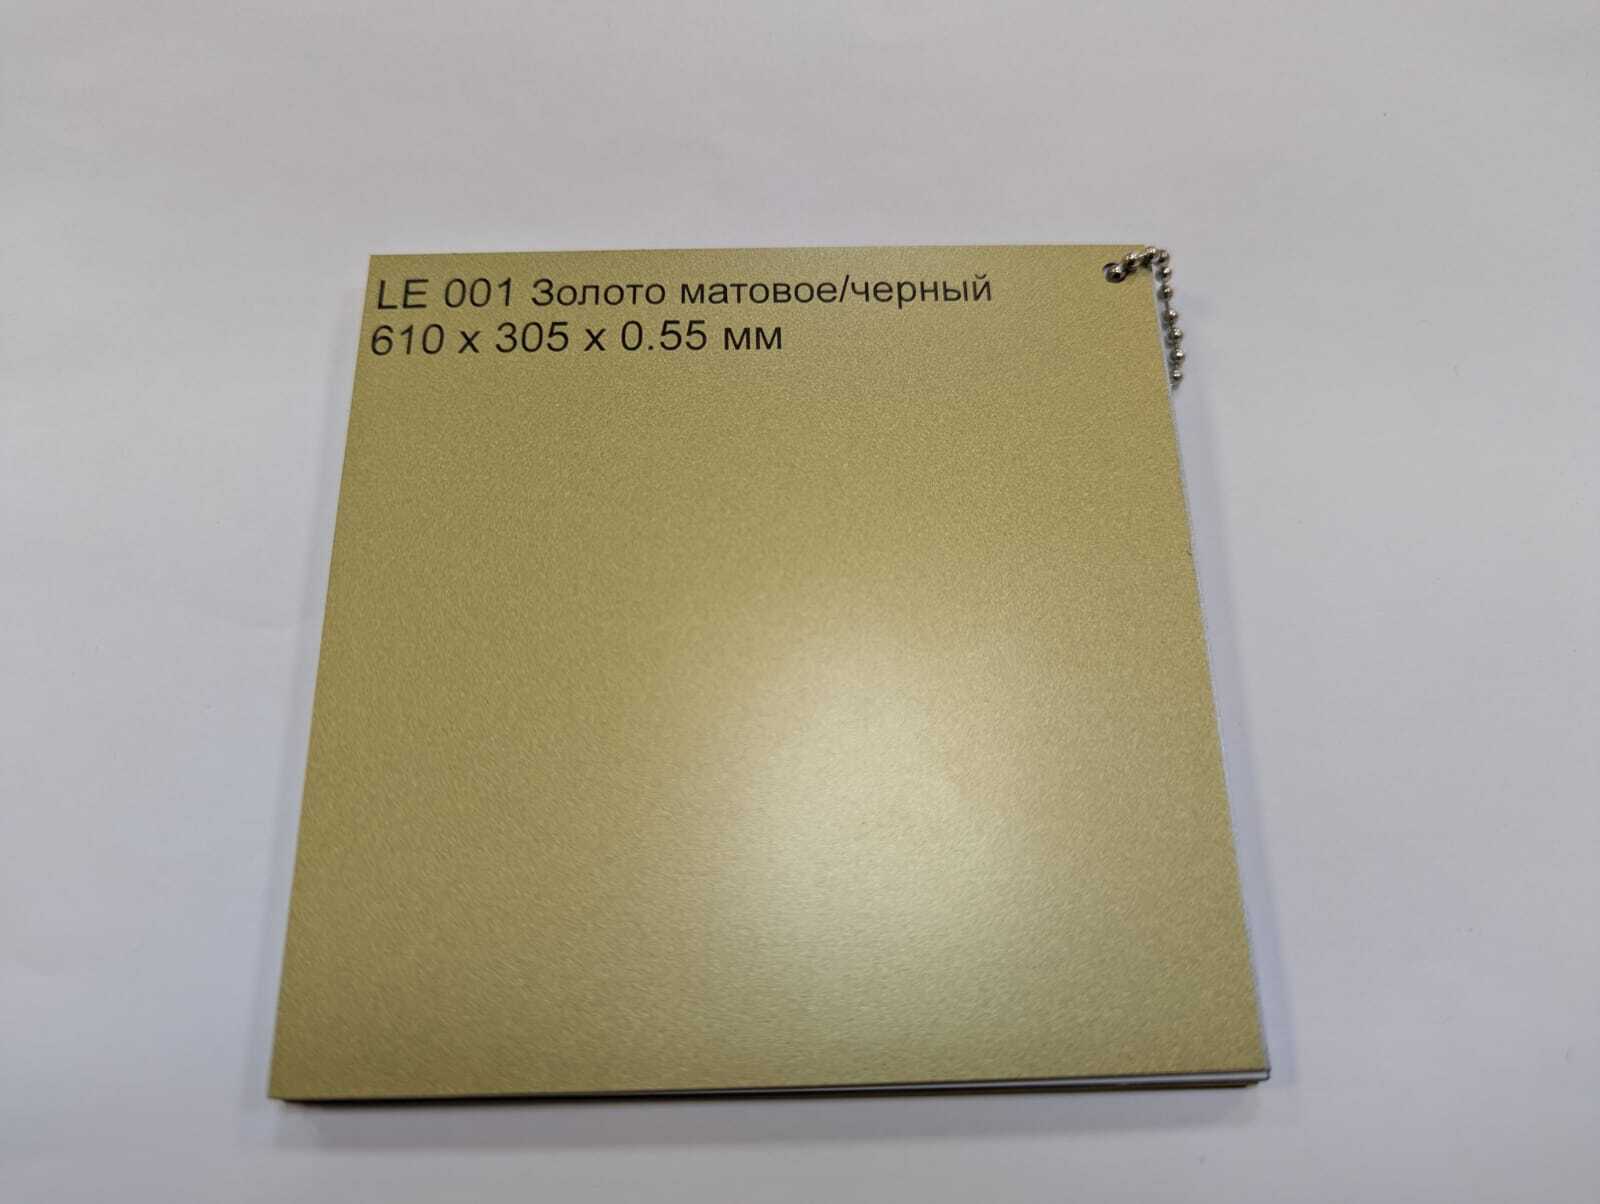 LE 001 Золото матовое/черный
610 x 305 x 0.55 мм